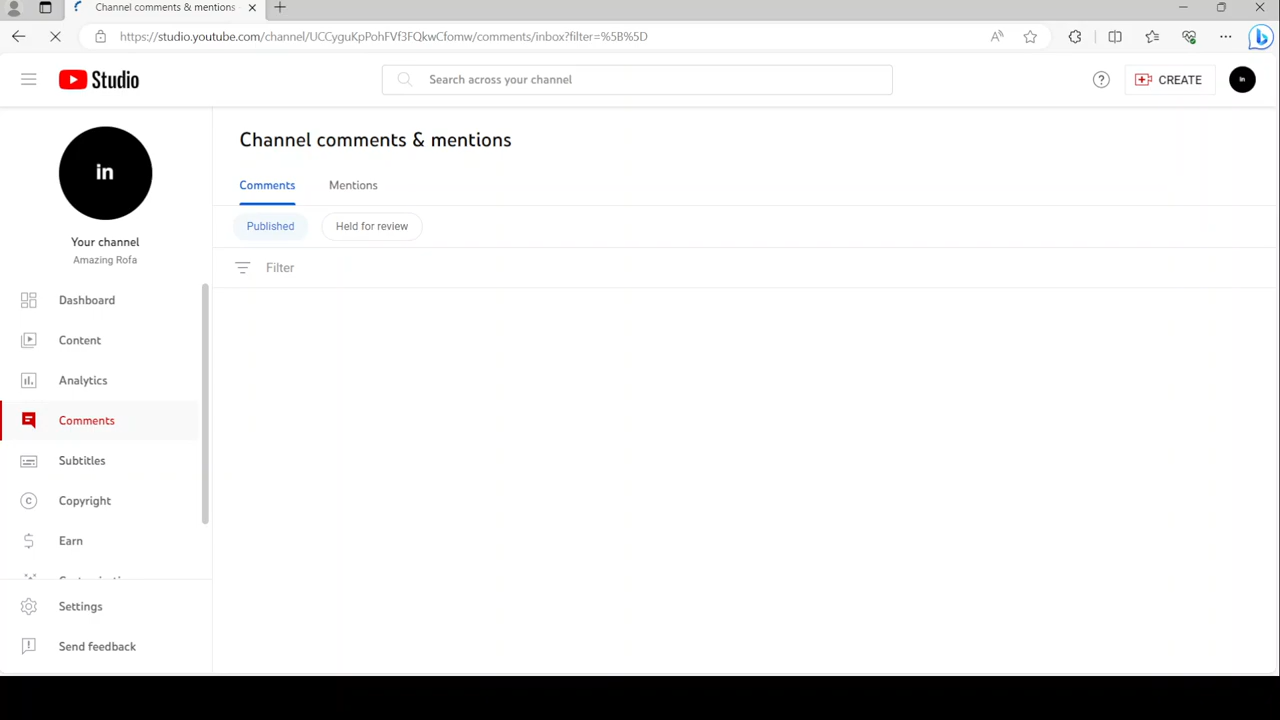 Channel comments & mentions
https://studio.youtube.com/channel/UCCyguKpPohFVf3FQkwCfomw/comments/inbox?filter=%5B%5D
Studio
Search across your channel
CREATE
in
in
Your channel
Amazing Rofa
Dashboard
Content
Analytics
Comments
Subtitles
Copyright
Earn
Settings
Send feedback
Channel comments & mentions
Comments
Mentions
Published
Held for review
Filter